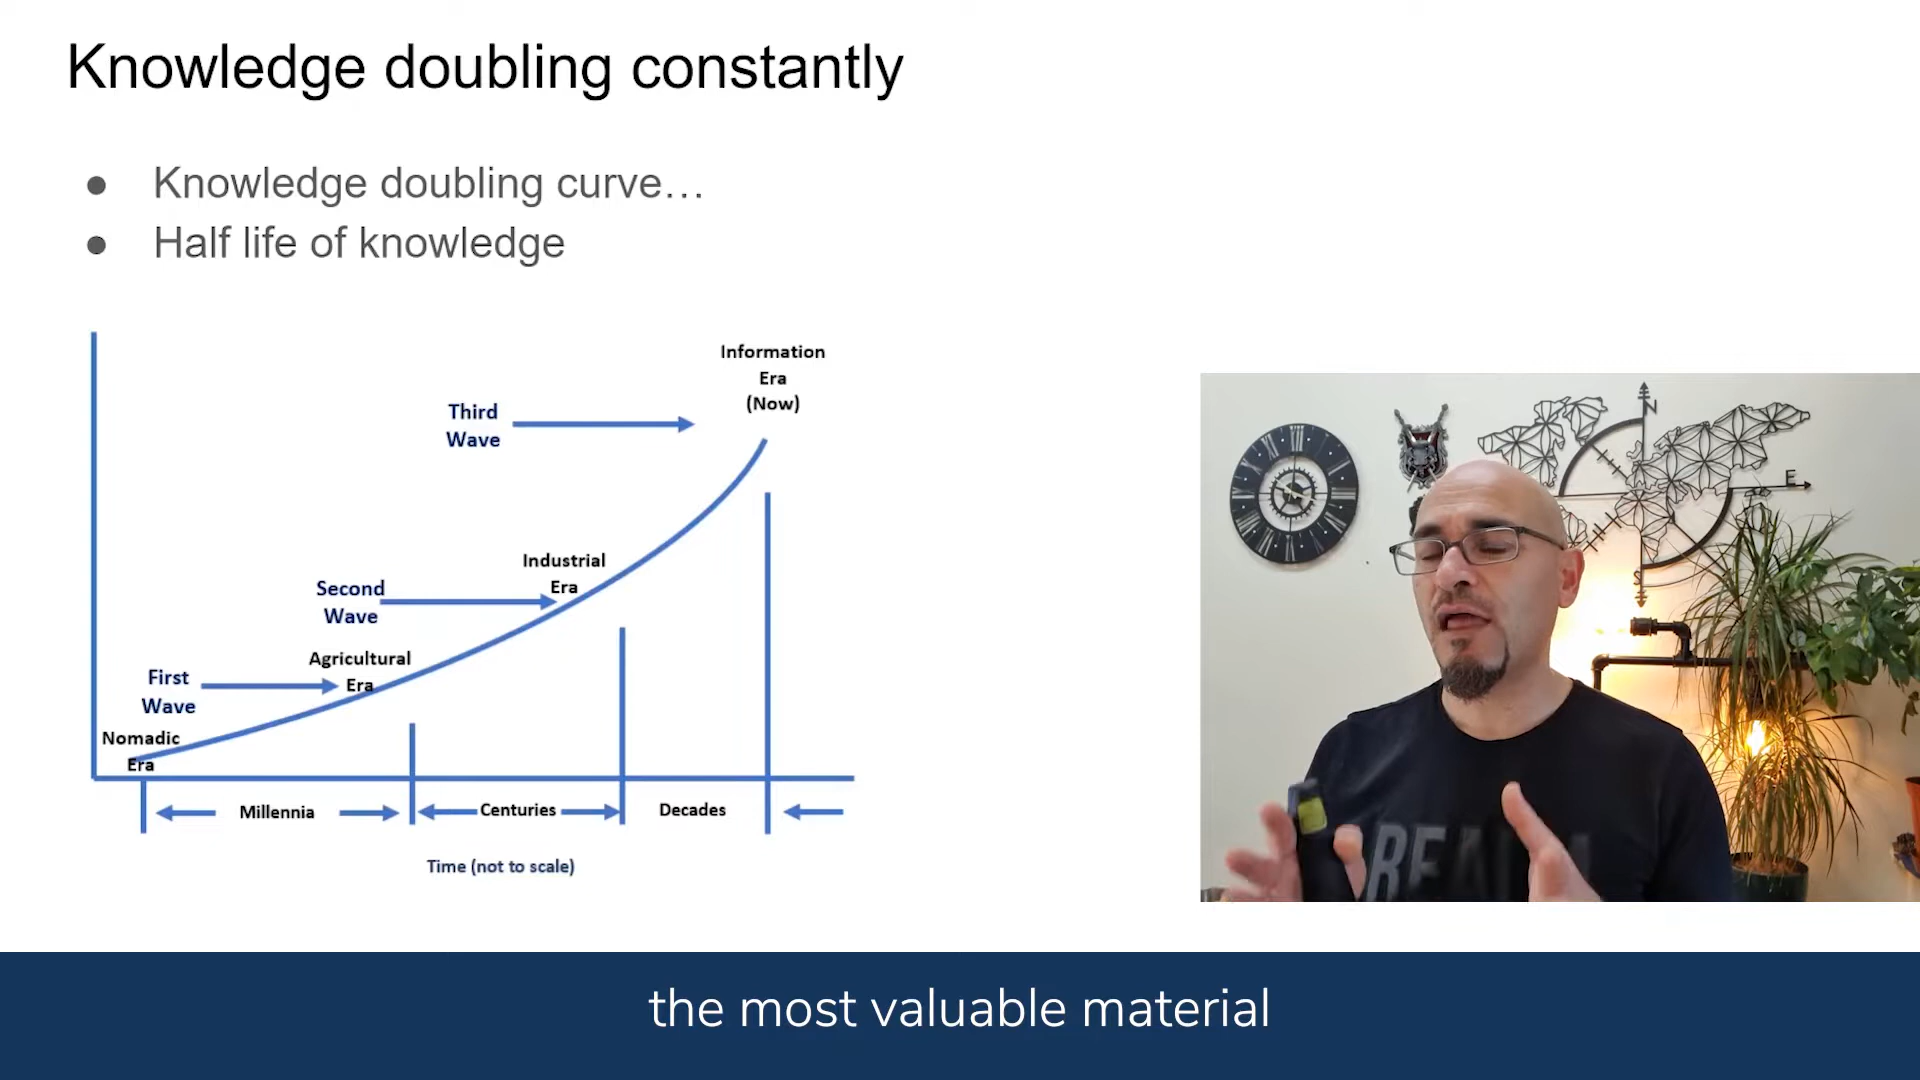 Knowledge doubling constantly
● Knowledge doubling curve…
● Half life of knowledge
Information
Era
(Now)
Third
Wave
Industrial
Era
Second
Wave
Agricultural
Era
First
Wave
Nomadic
Era
Millennia
Centuries
Decades
Time (not to scale)
N
E
S
the most valuable material